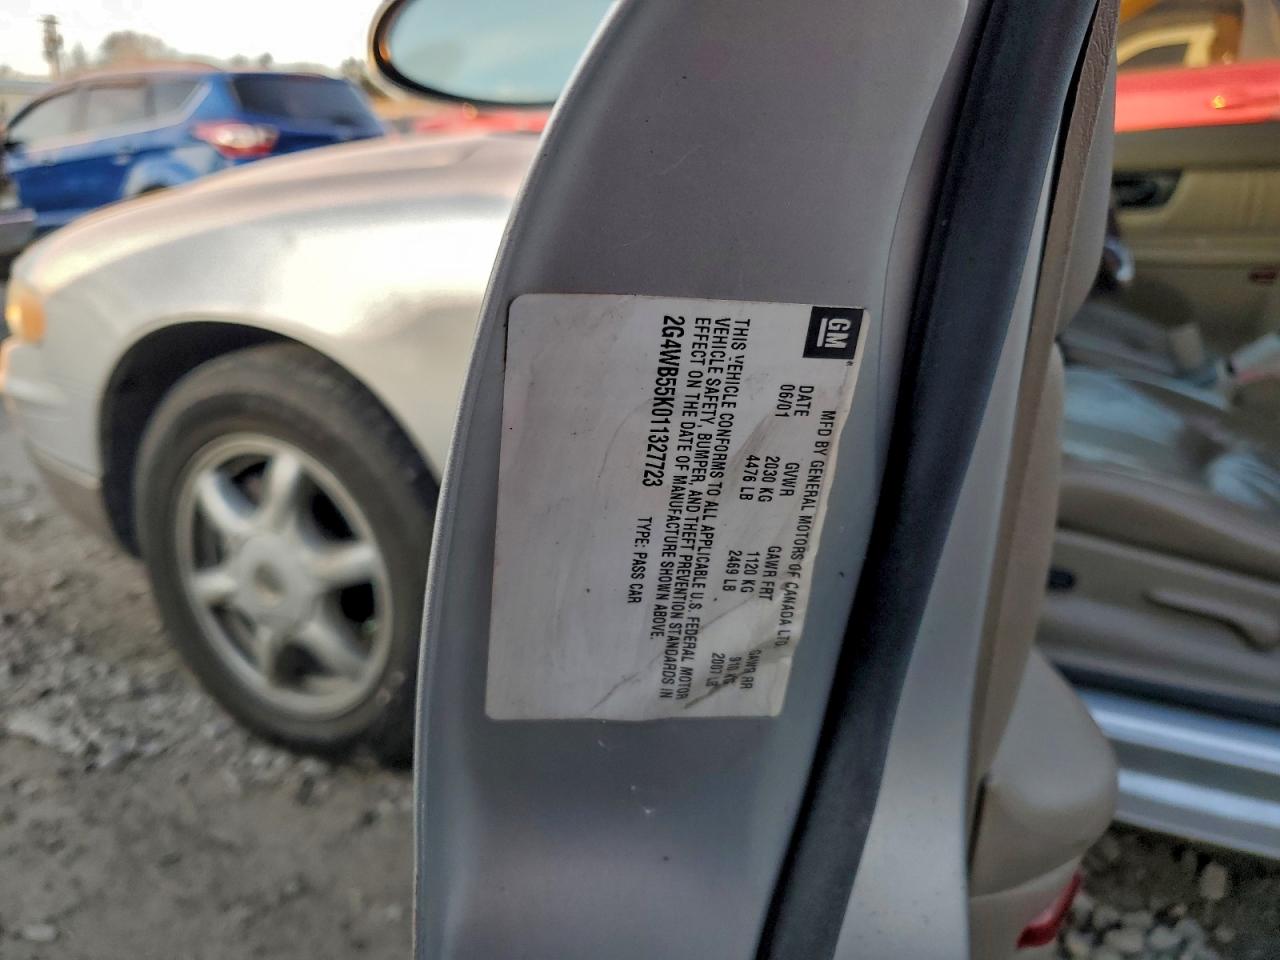 GM
MFD BY GENERAL MOTORS OF CANADA LTD
DATE GVWR GAWR FRT GAWR RR
06/01 2030 KG 1120 KG 910 KG
4476 LB 2469 LB 2007 LB
THIS VEHICLE CONFORMS TO ALL APPLICABLE U.S. FEDERAL MOTOR
VEHICLE SAFETY, BUMPER, AND THEFT PREVENTION STANDARDS IN
EFFECT ON THE DATE OF MANUFACTURE SHOWN ABOVE.
2G4WB55K011327723 TYPE: PASS CAR